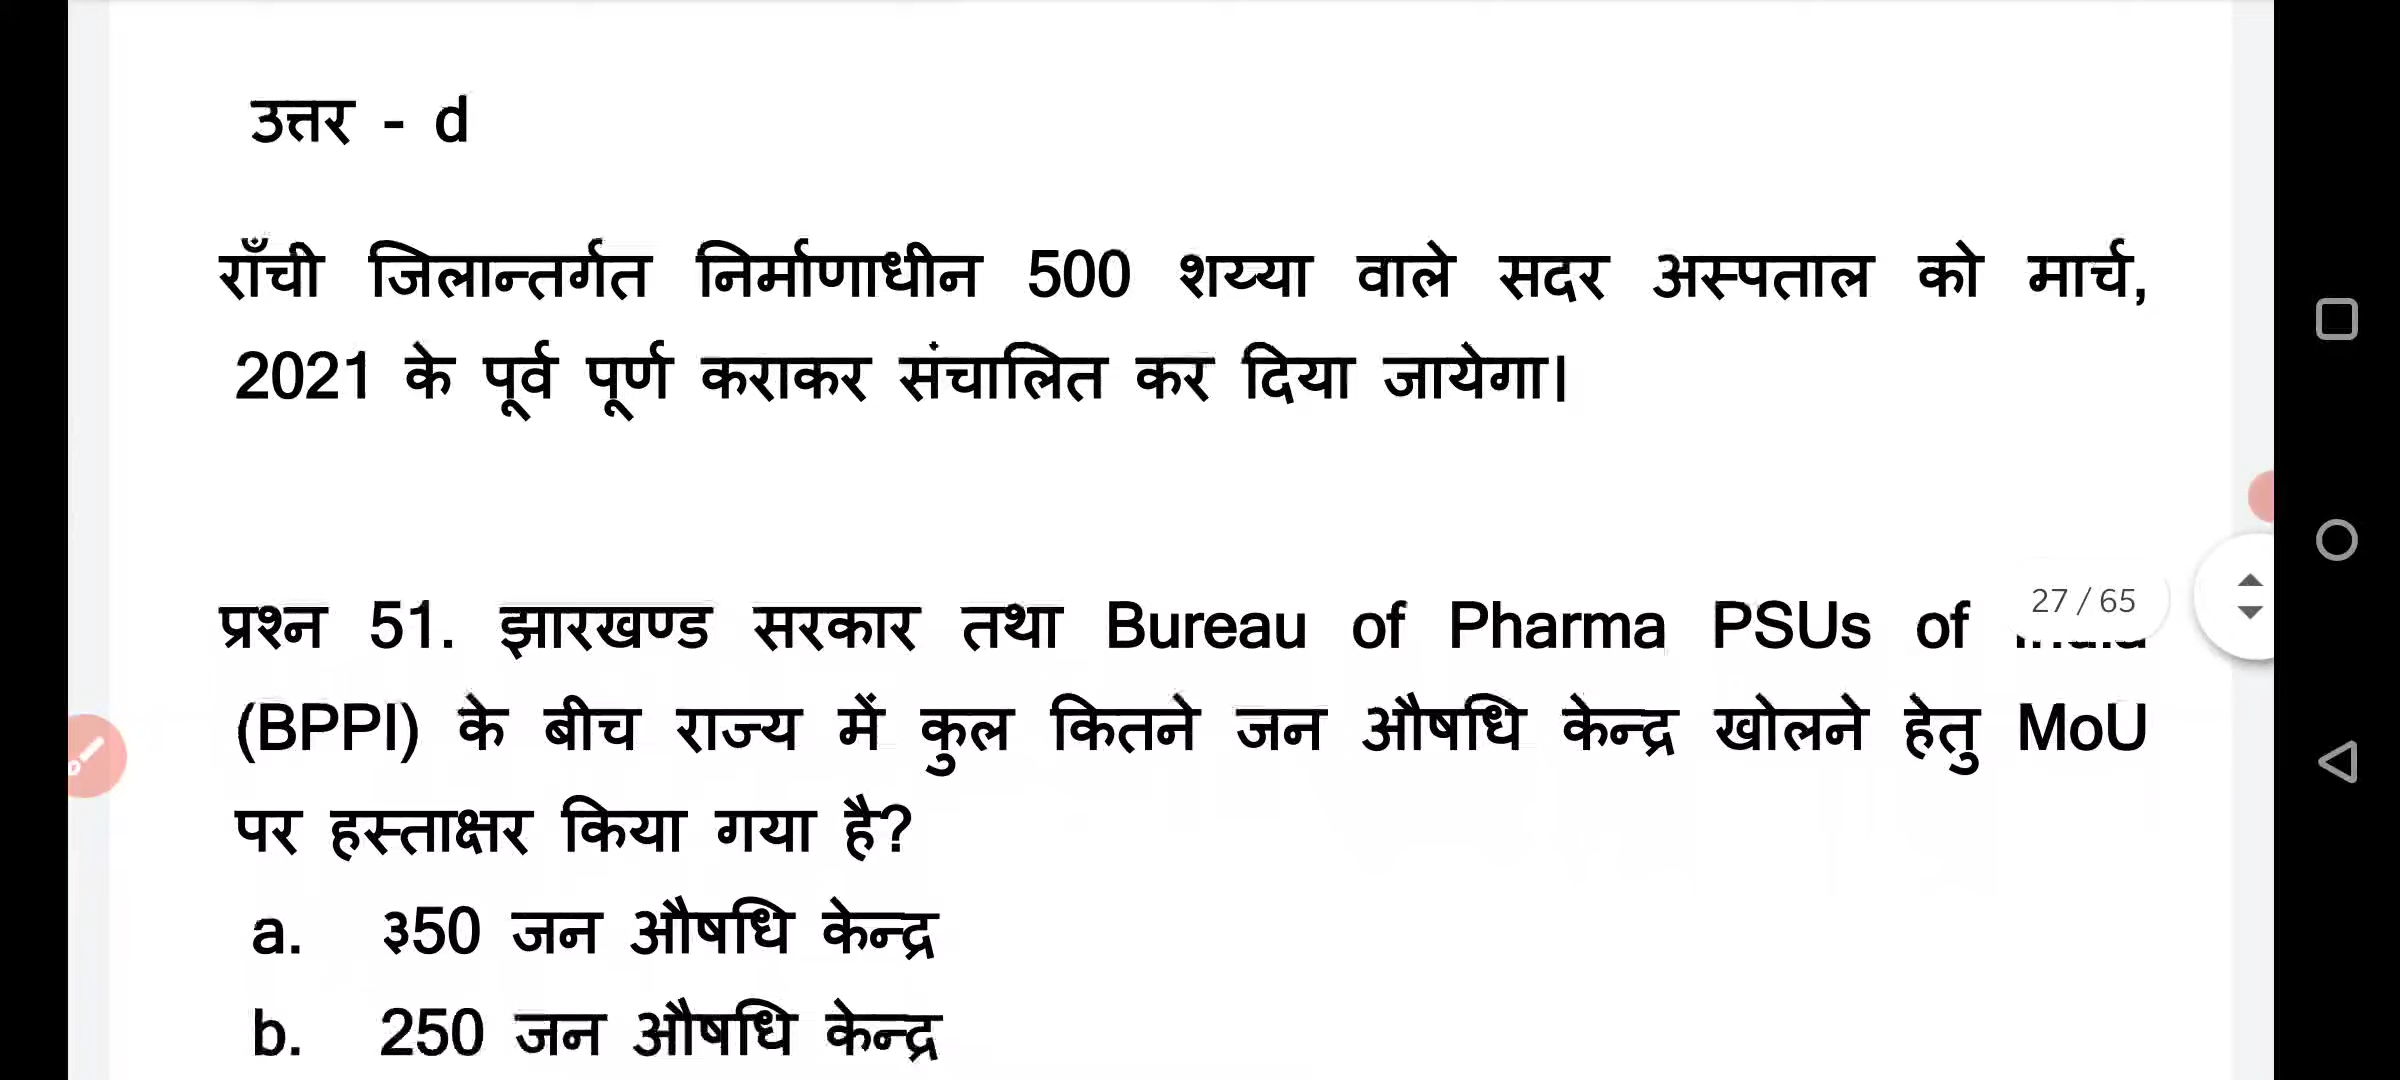 उत्तर - d
राँची जिलान्तर्गत निर्माणाधीन 500 शय्या वाले सदर अस्पताल को मार्च,
2021 के पूर्व पूर्ण कराकर संचालित कर दिया जायेगा।
प्रश्न 51. झारखण्ड सरकार तथा Bureau of Pharma PSUs of
27 / 65
(BPPI) के बीच राज्य में कुल कितने जन औषधि केन्द्र खोलने हेतु MoU
पर हस्ताक्षर किया गया है?
a. ३50 जन औषधि केन्द्र
b. 250 जन औषधि केन्द्र